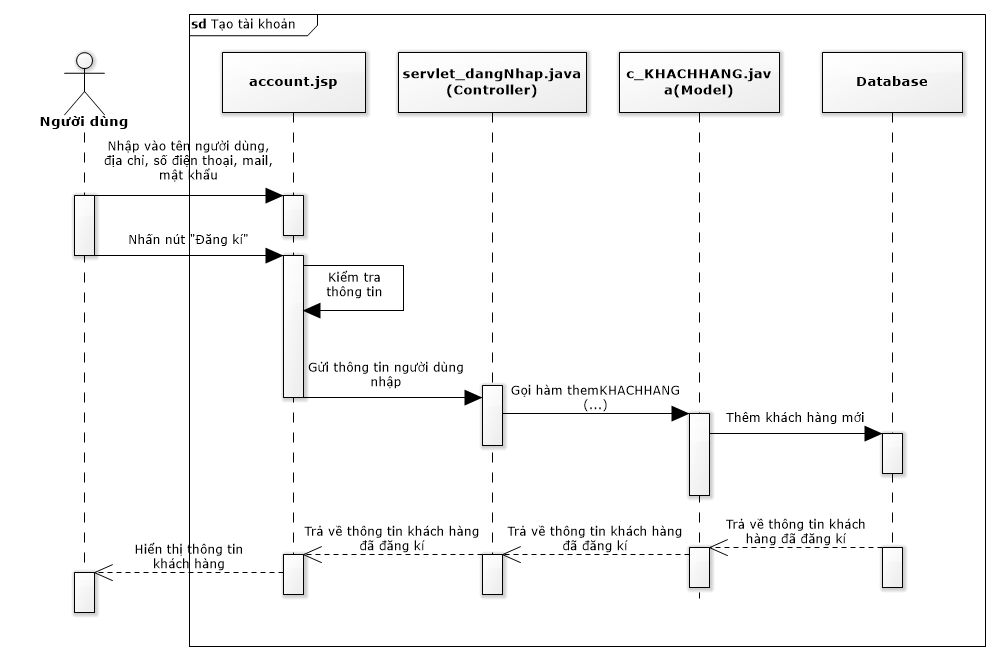 sd Tạo tài khoản
account.jsp
servlet_dangNhap.java
(Controller)
c_KHACHHANG.jav
a(Model)
Database
Người dùng
Nhập vào tên người dùng,
địa chỉ, số điện thoại, mail,
mật khẩu
Nhấn nút "Đăng kí"
Kiểm tra
thông tin
Gửi thông tin người dùng
nhập
Gọi hàm themKHACHHANG
(...)
Thêm khách hàng mới
Trả về thông tin khách
hàng đã đăng kí
Trả về thông tin khách hàng
đã đăng kí
Trả về thông tin khách hàng
đã đăng kí
Hiển thị thông tin
khách hàng